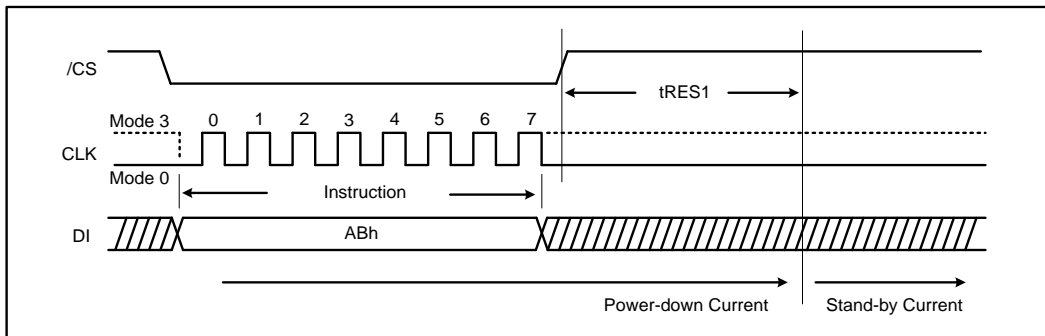 /CS
tRES1
Mode 3 0 1 2 3 4 5 6 7
CLK
Mode 0
Instruction
DI ABh
Power-down Current Stand-by Current